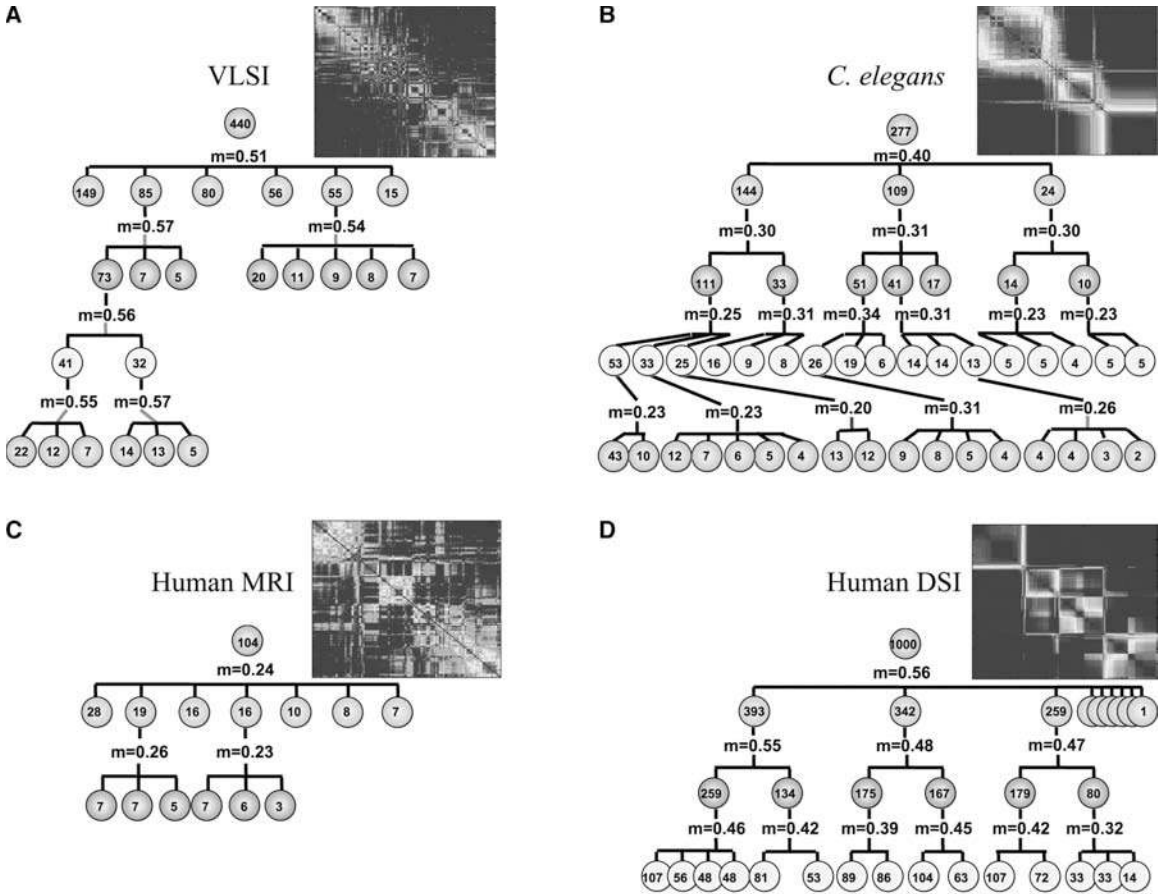 A
VLSI
440
m=0.51
149 85 80 56 55 15
m=0.57 m=0.54
73 7 5 20 11 9 8 7
m=0.56
41 32
m=0.55 m=0.57
22 12 7 14 13 5
B
C. elegans
277
m=0.40
144 109 24
m=0.30 m=0.31 m=0.30
111 33 51 41 17 14 10
m=0.25 m=0.31 m=0.34 m=0.31 m=0.23 m=0.23
53 33 25 16 9 8 26 19 6 14 14 13 5 5 4 5 5
m=0.23 m=0.23 m=0.20 m=0.31 m=0.26
43 10 12 7 6 5 4 13 12 9 8 5 4 4 4 3 2
C
Human MRI
104
m=0.24
28 19 16 16 10 8 7
m=0.26 m=0.23
7 7 5 7 6 3
D
Human DSI
1000
m=0.56
393 342 259 1
m=0.55 m=0.48 m=0.47
259 134 175 167 179 80
m=0.46 m=0.42 m=0.39 m=0.45 m=0.42 m=0.32
107 56 48 48 81 53 89 86 104 63 107 72 33 33 14